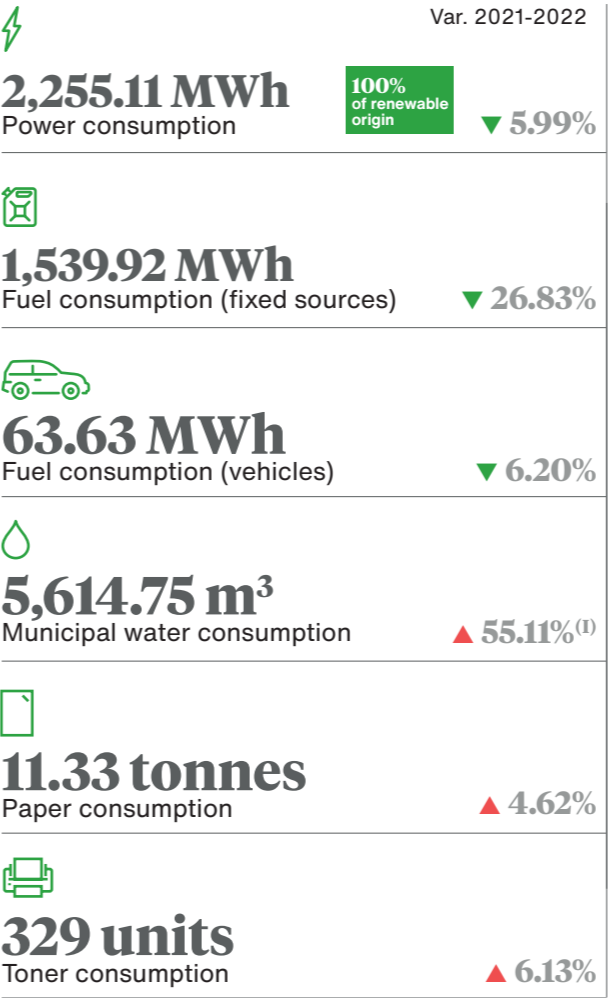 Var. 2021-2022
2,255.11 MWh
Power consumption
100%
of renewable
origin
▼ 5.99%
1,539.92 MWh
Fuel consumption (fixed sources)
▼ 26.83%
63.63 MWh
Fuel consumption (vehicles)
▼ 6.20%
5,614.75 m³
Municipal water consumption
▲ 55.11%(I)
11.33 tonnes
Paper consumption
▲ 4.62%
329 units
Toner consumption
▲ 6.13%